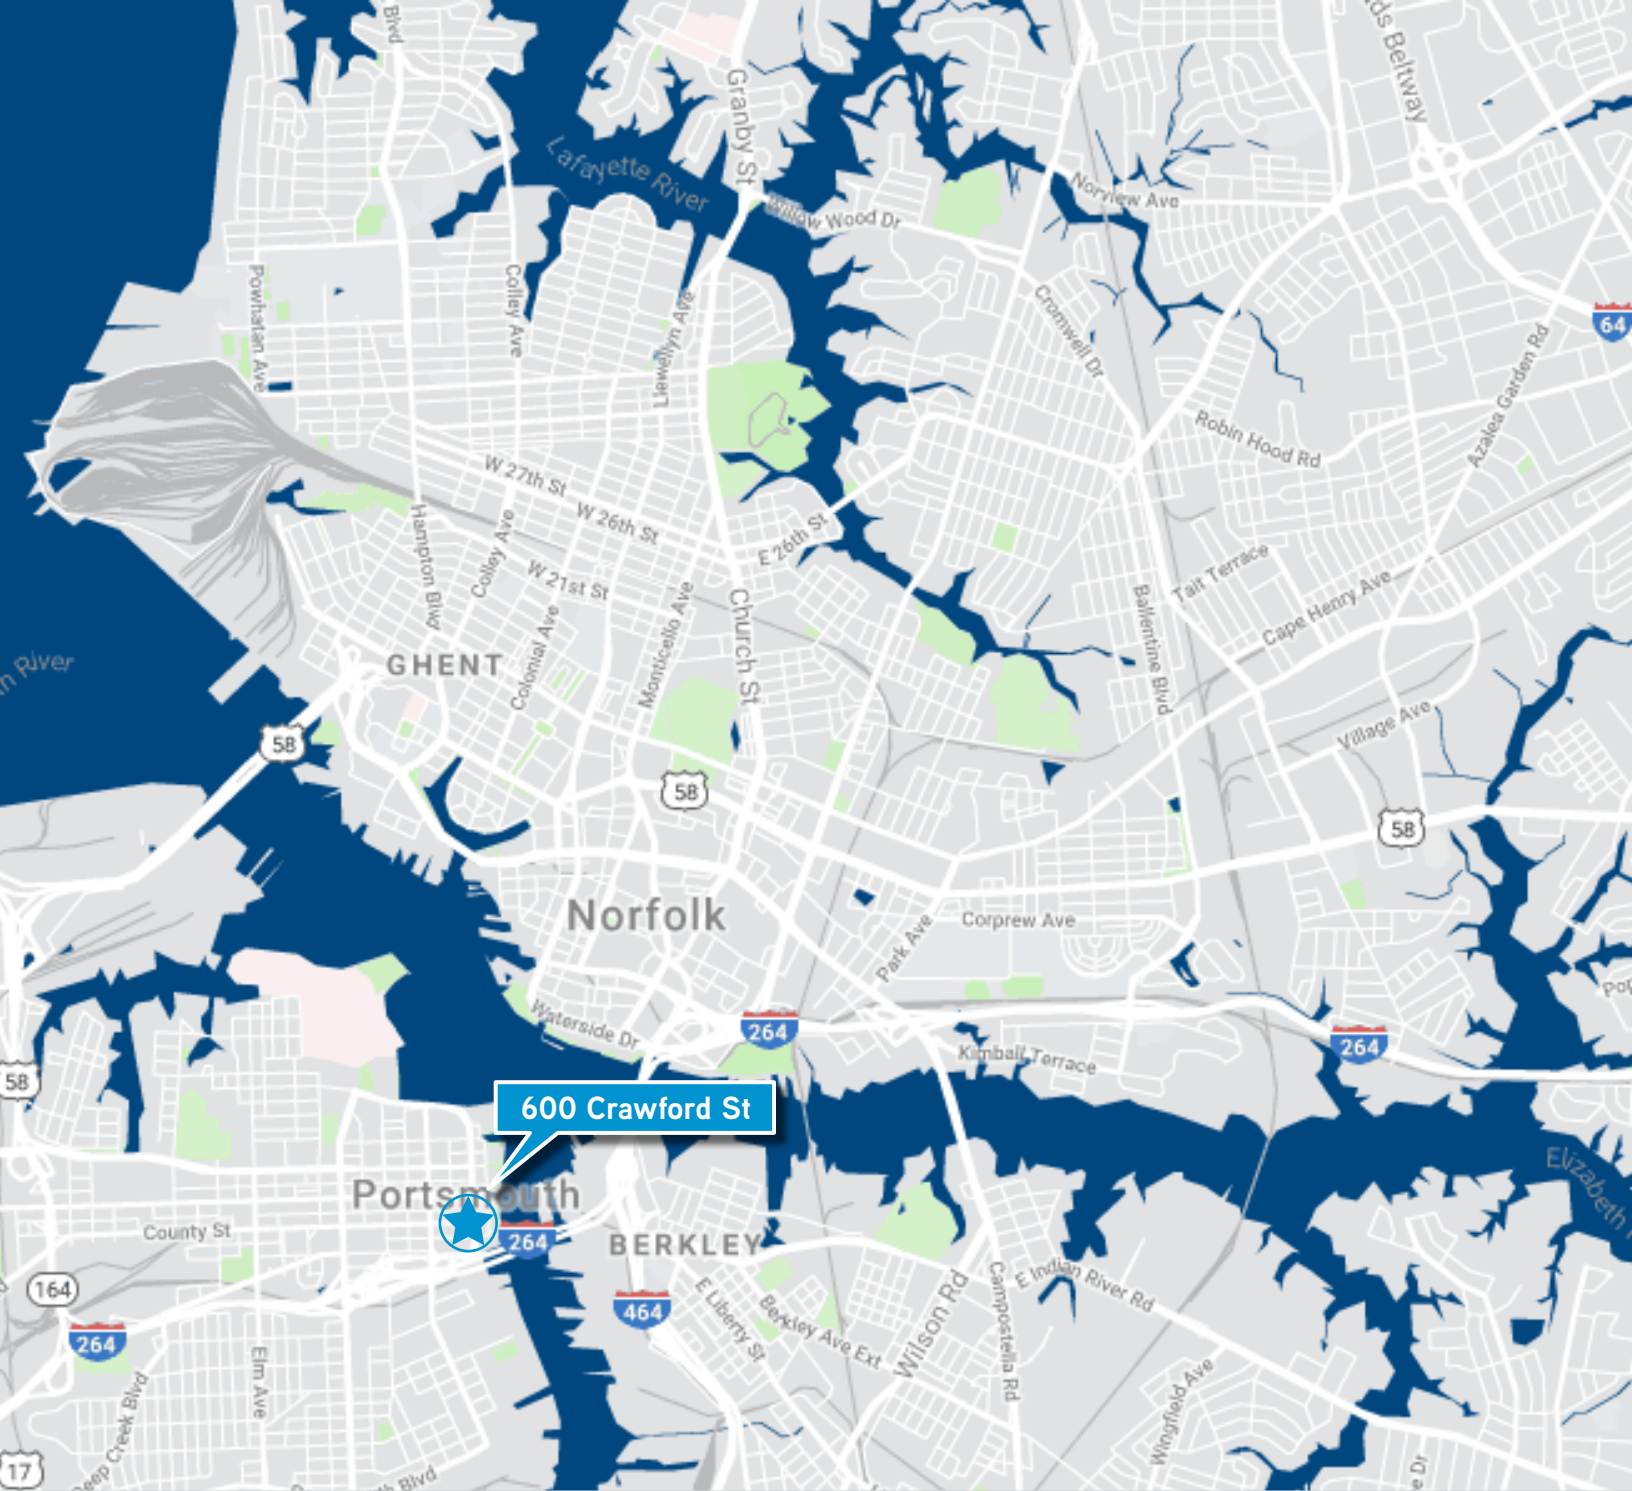 Blvd
ds Beltway
Granby St
Lafayette River
Norview Ave
Willow Wood Dr
Powhatan Ave
Colley Ave
Llewellyn Ave
Cromwell Dr
64
Azalea Garden Rd
Robin Hood Rd
W 27th St
W 26th St
E 26th St
Hampton Blvd
Colley Ave
W 21st St
Tait Terrace
Cape Henry Ave
Ballentine Blvd
Monticello Ave
Church St
Colonial Ave
GHENT
River
58
Village Ave
58
58
Norfolk
Corprew Ave
Park Ave
Waterside Dr
264
264
Kimball Terrace
58
600 Crawford St
Elizabeth
Portsmouth
County St
264
BERKLEY
164
464
264
E Liberty St
Berkley Ave Ext
Wilson Rd
Campostella Rd
E Indian River Rd
Elm Ave
Deep Creek Blvd
Wingfield Ave
17
Blvd
e Dr